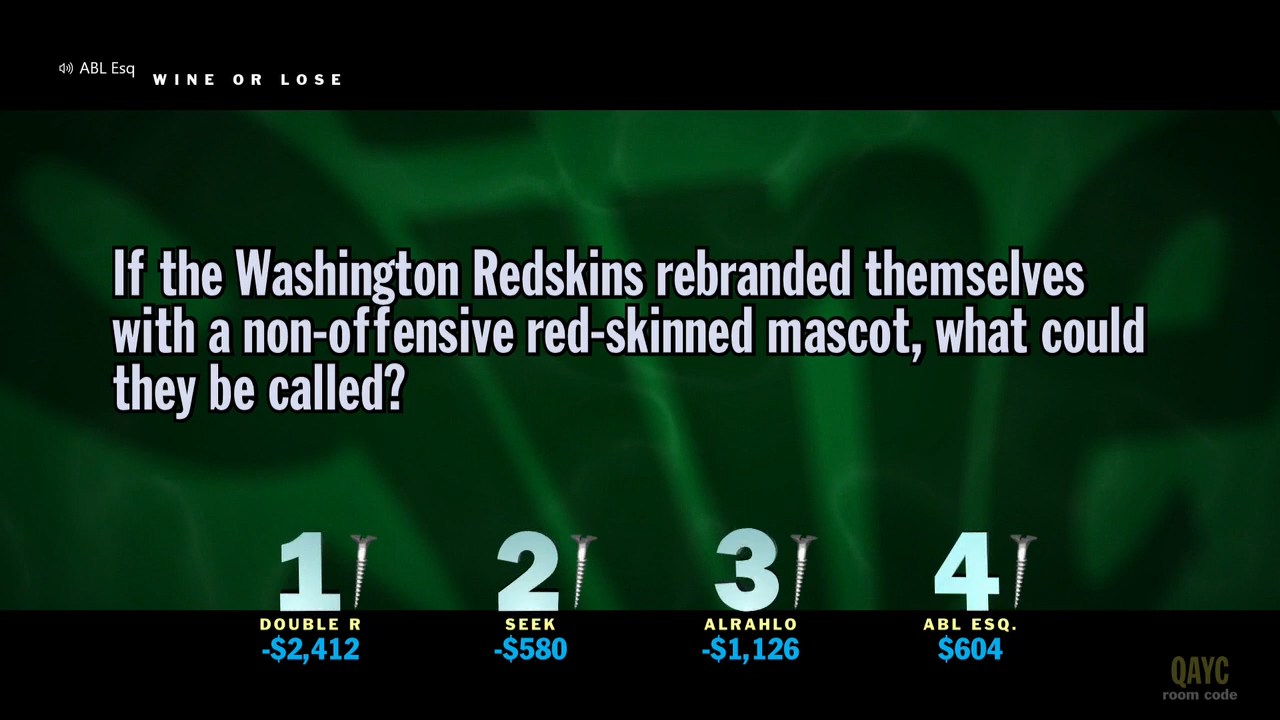 ABL Esq
WINE OR LOSE
If the Washington Redskins rebranded themselves
with a non-offensive red-skinned mascot, what could
they be called?
1 2 3 4
DOUBLE R SEEK ALRAHLO ABL ESQ.
-$2,412 -$580 -$1,126 $604
QAYC
room code